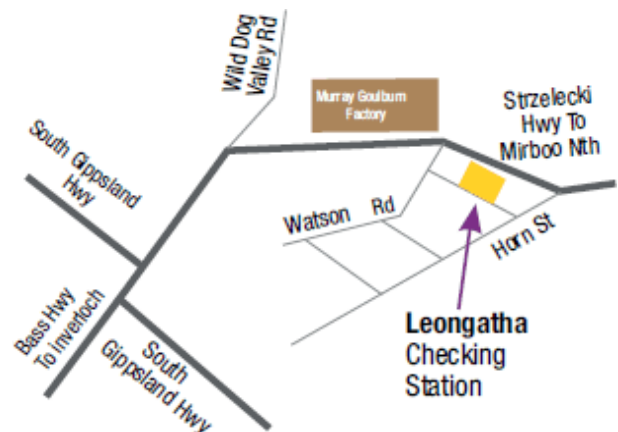 Wild Dog
Valley Rd
Murray Goulburn
Factory
Strzelecki
Hwy To
Mirboo Nth
South Gippsland
Hwy
Watson Rd
Horn St
Bass Hwy
To Inverloch
South
Gippsland Hwy
Leongatha
Checking
Station